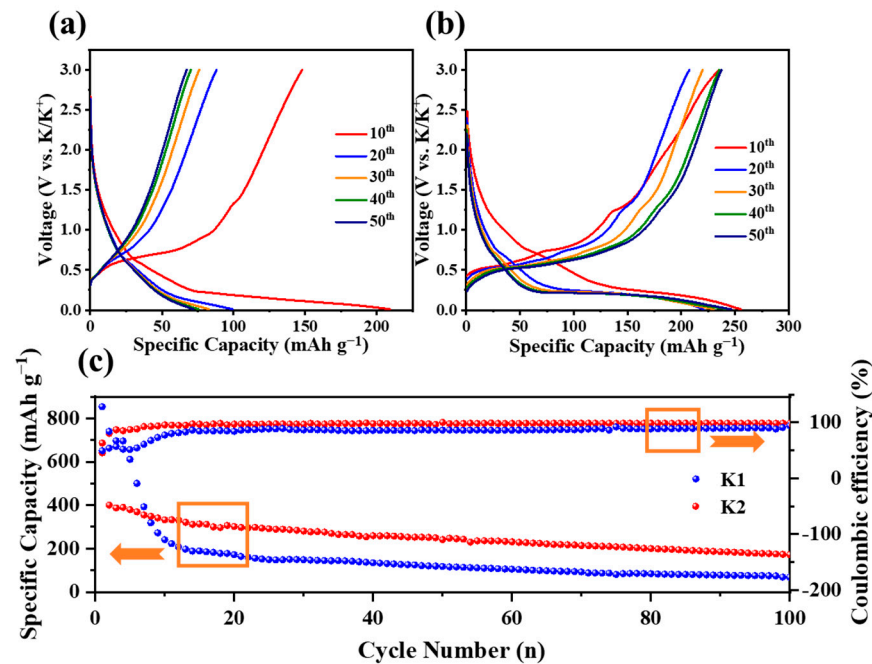 (a)
(b)
Voltage (V vs. K/K⁺)
3.0
2.5
2.0
1.5
1.0
0.5
0.0
0
50
100
150
200
Specific Capacity (mAh g⁻¹)
10th
20th
30th
40th
50th
Voltage (V vs. K/K⁺)
3.0
2.5
2.0
1.5
1.0
0.5
0.0
0
50
100
150
200
250
300
Specific Capacity (mAh g⁻¹)
10th
20th
30th
40th
50th
(c)
Specific Capacity (mAh g⁻¹)
800
600
400
200
0
0
20
40
60
80
100
Cycle Number (n)
K1
K2
100
0
-100
-200
Coulombic efficiency (%)